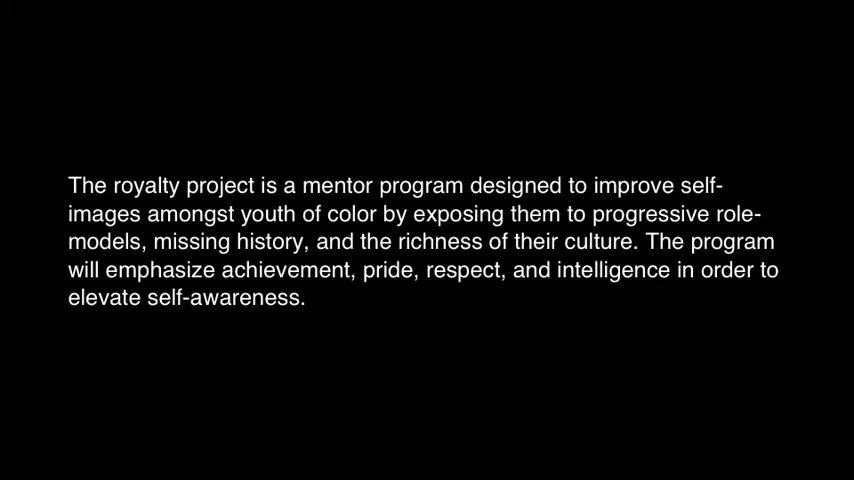 The royalty project is a mentor program designed to improve self-
images amongst youth of color by exposing them to progressive role-
models, missing history, and the richness of their culture. The program
will emphasize achievement, pride, respect, and intelligence in order to
elevate self-awareness.